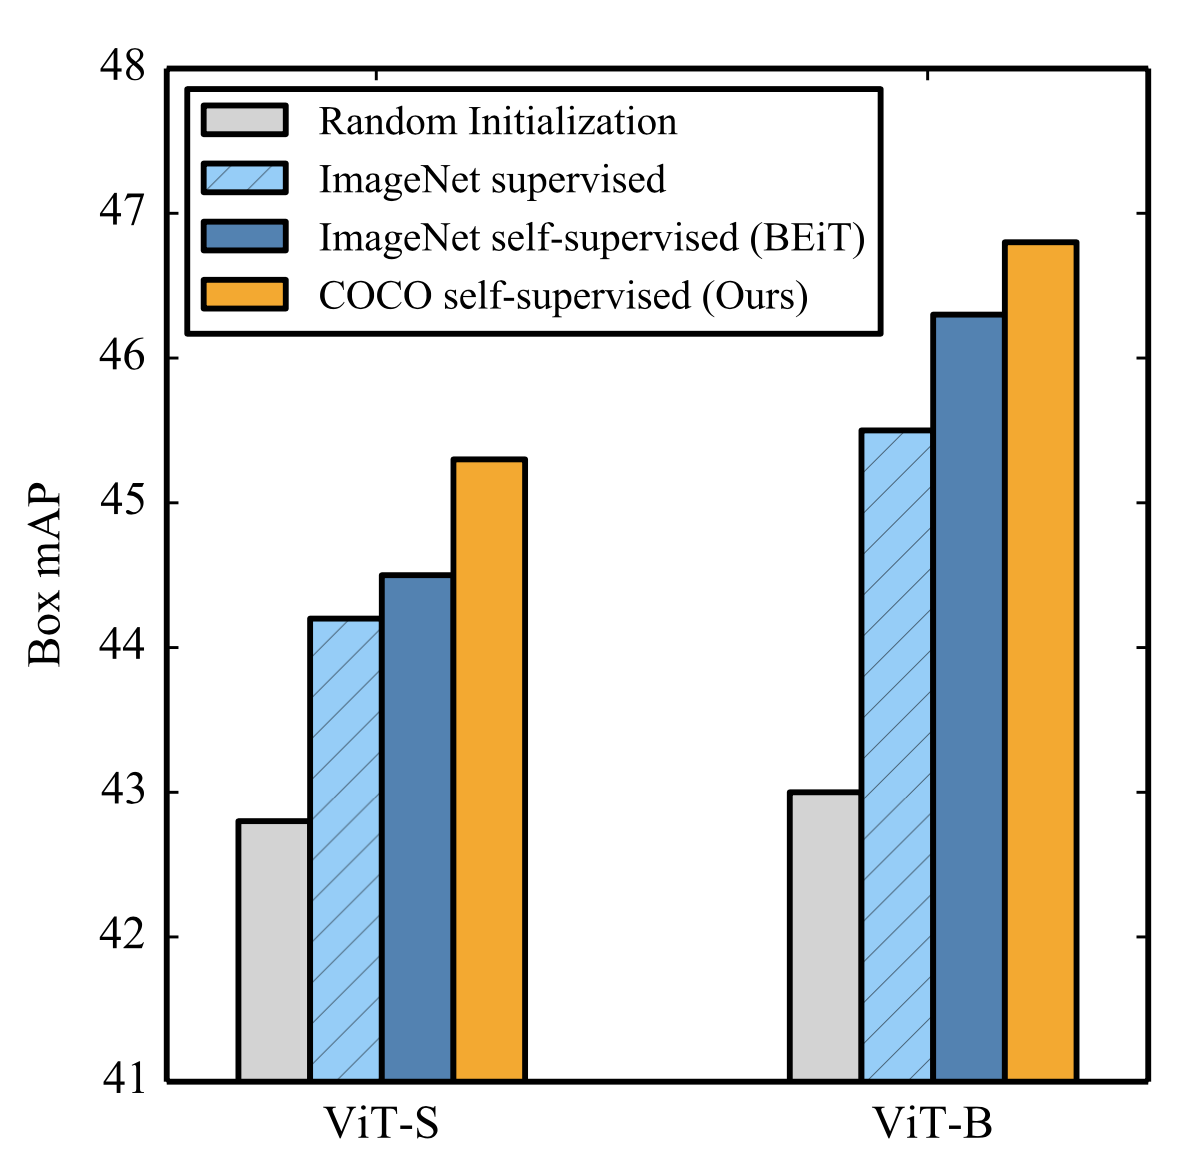 48
47
46
45
44
43
42
41
Box mAP
Random Initialization
ImageNet supervised
ImageNet self-supervised (BEiT)
COCO self-supervised (Ours)
ViT-S
ViT-B